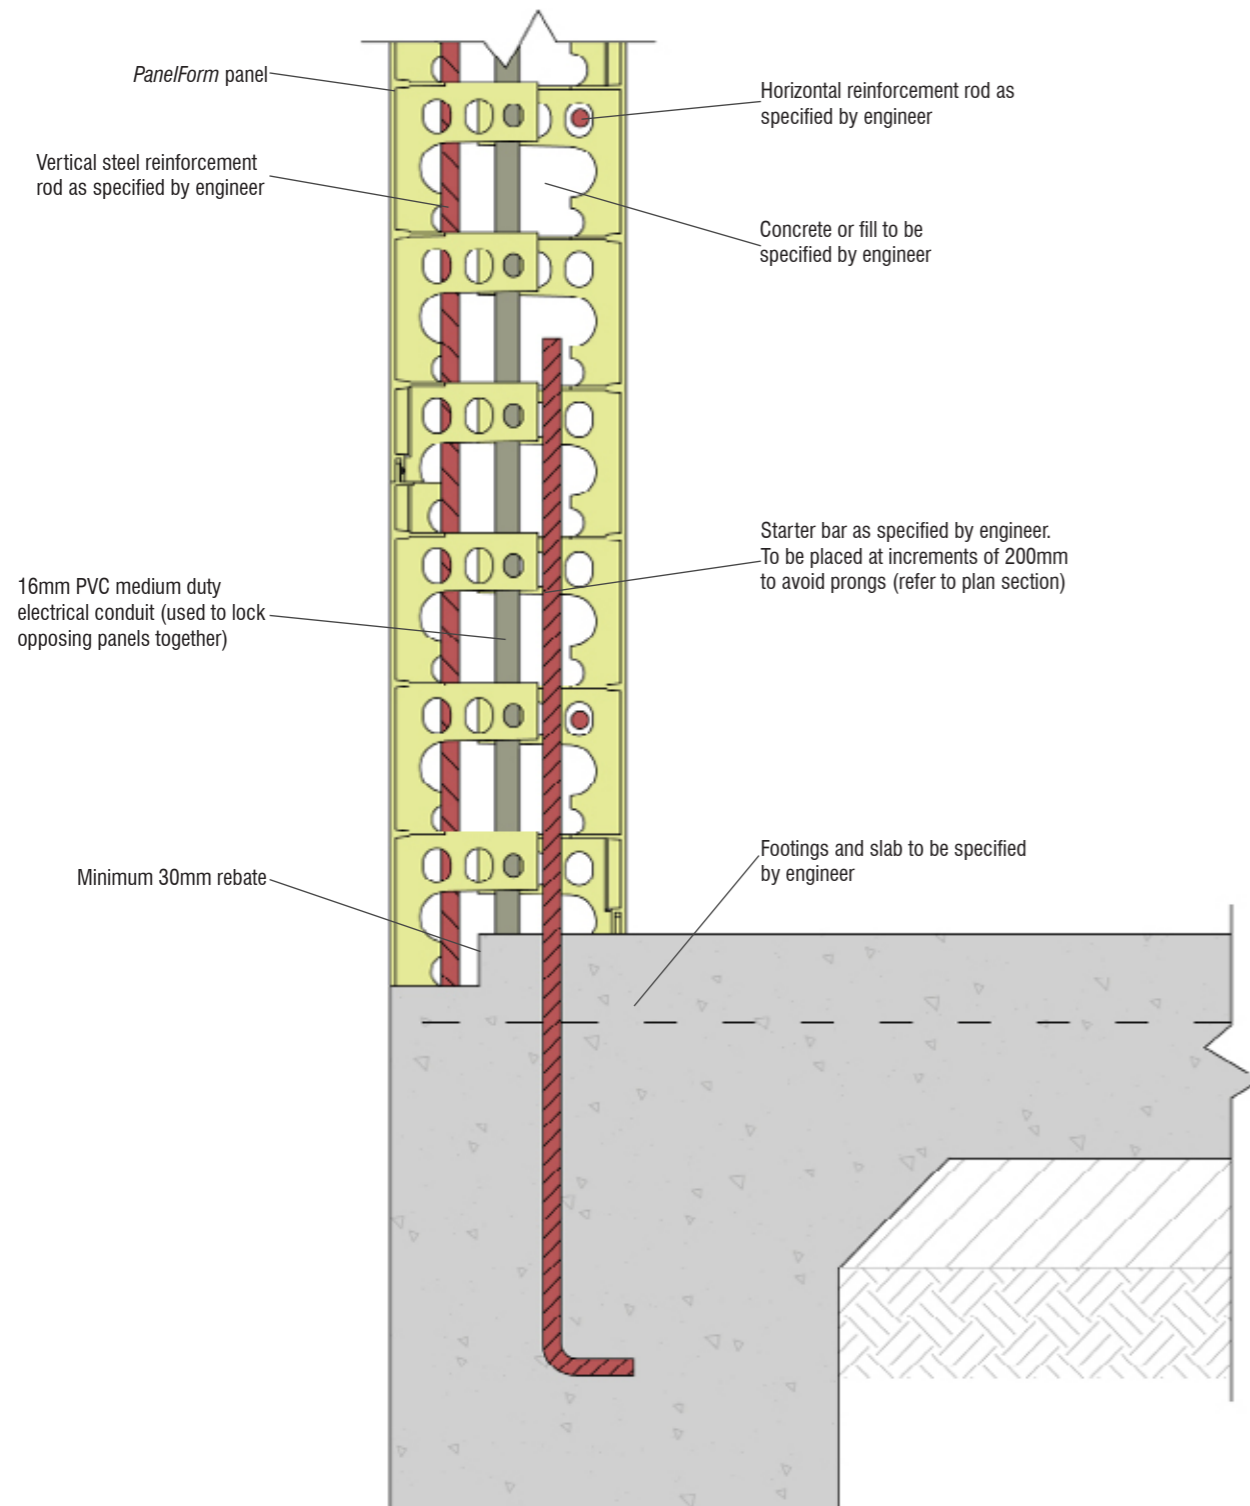 PanelForm panel
Horizontal reinforcement rod as
specified by engineer
Vertical steel reinforcement
rod as specified by engineer
Concrete or fill to be
specified by engineer
Starter bar as specified by engineer.
To be placed at increments of 200mm
to avoid prongs (refer to plan section)
16mm PVC medium duty
electrical conduit (used to lock
opposing panels together)
Footings and slab to be specified
by engineer
Minimum 30mm rebate